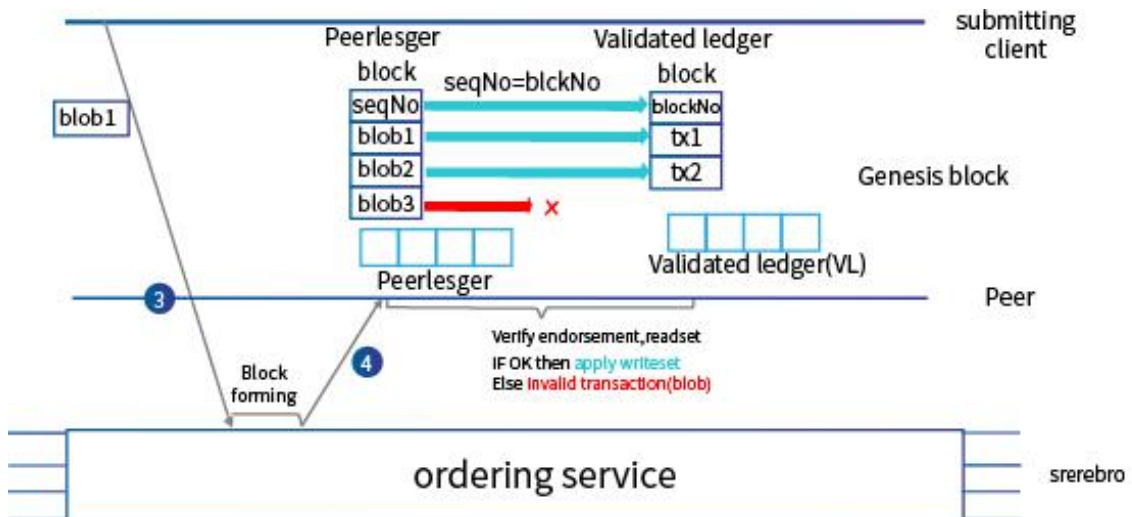 submitting
client
Peerlesger
Validated ledger
block
block
seqNo=blckNo
seqNo
blockNo
blob1
blob1
tx1
blob2
tx2
Genesis block
blob3
×
Validated ledger(VL)
Peerlesger
3
Peer
Verify endorsement,readset
IF OK then apply writeset
Else invalid transaction(blob)
4
Block
forming
ordering service
srerebro